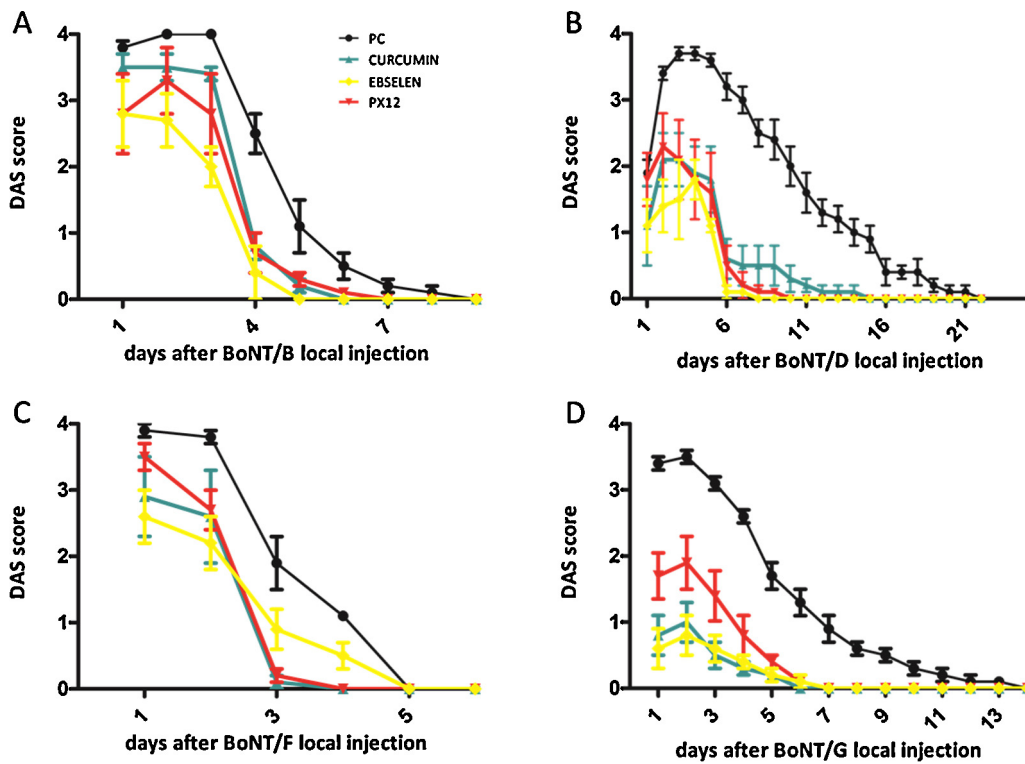 A
4
3
2
1
0
DAS score
1
4
7
days after BoNT/B local injection
PC
CURCUMIN
EBSELEN
PX12
B
4
3
2
1
0
DAS score
1
6
11
16
21
days after BoNT/D local injection
C
4
3
2
1
0
DAS score
1
3
5
days after BoNT/F local injection
D
4
3
2
1
0
DAS score
1
3
5
7
9
11
13
days after BoNT/G local injection